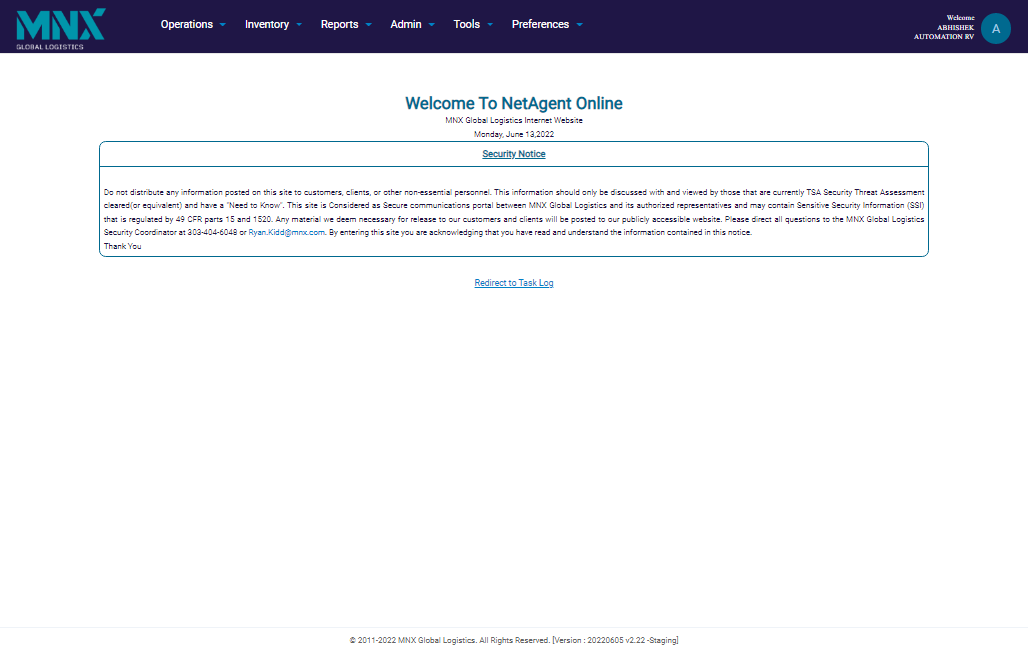 MNX
GLOBAL LOGISTICS
Operations Inventory Reports Admin Tools Preferences
Welcome
ABHISHEK
AUTOMATION RV
A
Welcome To NetAgent Online
MNX Global Logistics Internet Website
Monday, June 13,2022
Security Notice
Do not distribute any information posted on this site to customers, clients, or other non-essential personnel. This information should only be discussed with and viewed by those that are currently TSA Security Threat Assessment
cleared(or equivalent) and have a "Need to Know". This site is Considered as Secure communications portal between MNX Global Logistics and its authorized representatives and may contain Sensitive Security Information (SSI)
that is regulated by 49 CFR parts 15 and 1520. Any material we deem necessary for release to our customers and clients will be posted to our publicly accessible website. Please direct all questions to the MNX Global Logistics
Security Coordinator at 303-404-6048 or Ryan.Kidd@mnx.com. By entering this site you are acknowledging that you have read and understand the information contained in this notice.
Thank You
Redirect to Task Log
© 2011-2022 MNX Global Logistics. All Rights Reserved. [Version : 20220605 v2.22 -Staging]